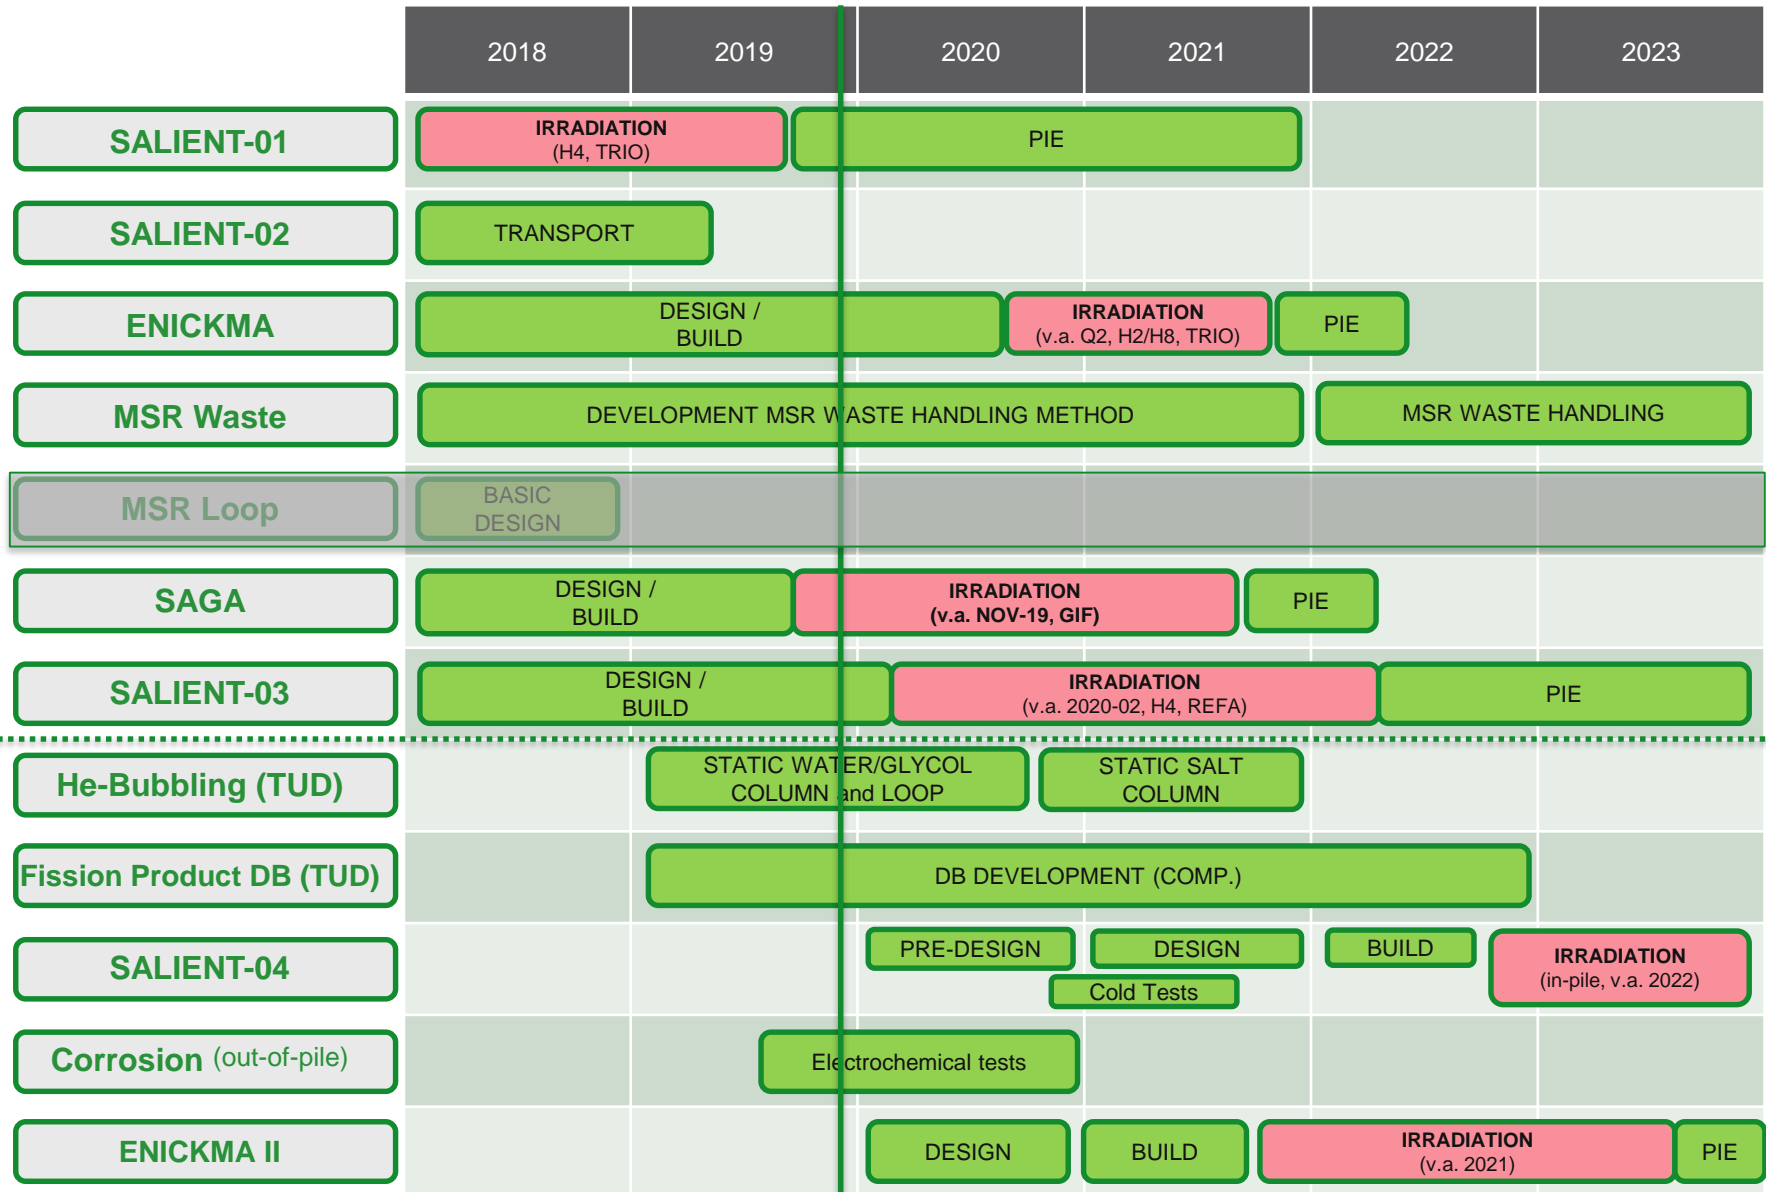 2018 2019 2020 2021 2022 2023
SALIENT-01
IRRADIATION
(H4, TRIO)
PIE
SALIENT-02
TRANSPORT
ENICKMA
DESIGN /
BUILD
IRRADIATION
(v.a. Q2, H2/H8, TRIO)
PIE
MSR Waste
DEVELOPMENT MSR WASTE HANDLING METHOD
MSR WASTE HANDLING
MSR Loop
BASIC
DESIGN
SAGA
DESIGN /
BUILD
IRRADIATION
(v.a. NOV-19, GIF)
PIE
SALIENT-03
DESIGN /
BUILD
IRRADIATION
(v.a. 2020-02, H4, REFA)
PIE
He-Bubbling (TUD)
STATIC WATER/GLYCOL
COLUMN and LOOP
STATIC SALT
COLUMN
Fission Product DB (TUD)
DB DEVELOPMENT (COMP.)
SALIENT-04
PRE-DESIGN
Cold Tests
DESIGN
BUILD
IRRADIATION
(in-pile, v.a. 2022)
Corrosion (out-of-pile)
Electrochemical tests
ENICKMA II
DESIGN
BUILD
IRRADIATION
(v.a. 2021)
PIE